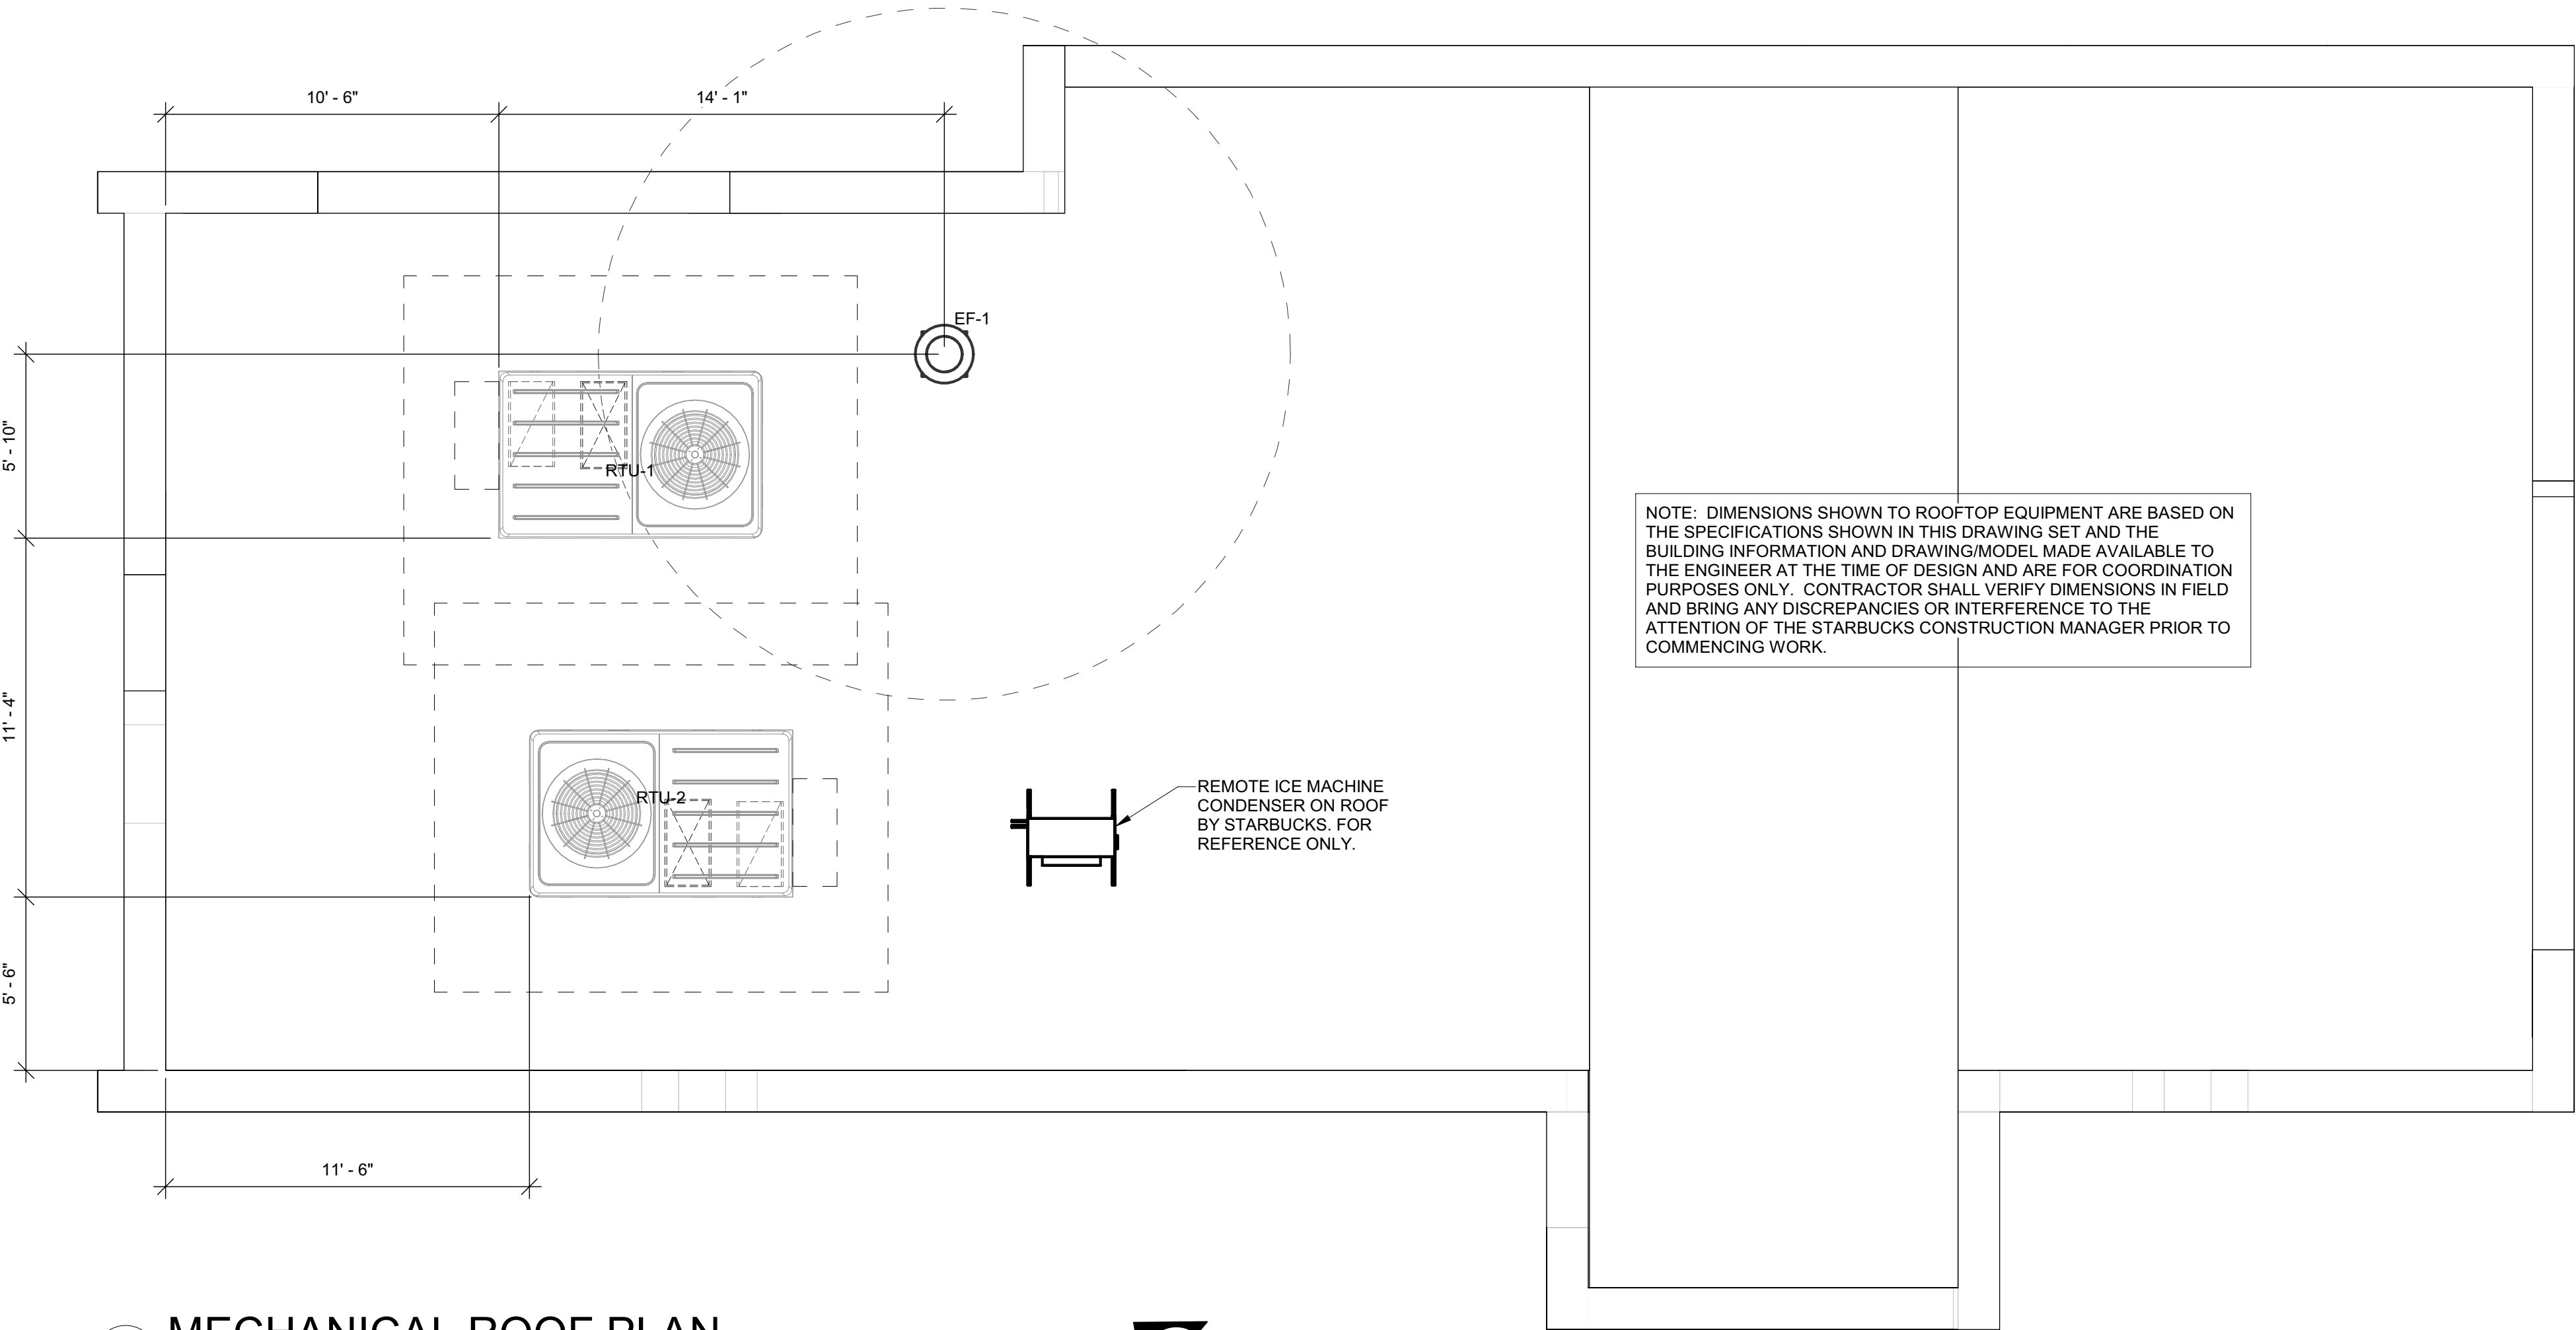 10' - 6"
14' - 1"
EF-1
5' - 10"
RTU-1
NOTE:  DIMENSIONS SHOWN TO ROOFTOP EQUIPMENT ARE BASED ON
THE SPECIFICATIONS SHOWN IN THIS DRAWING SET AND THE
BUILDING INFORMATION AND DRAWING/MODEL MADE AVAILABLE TO
THE ENGINEER AT THE TIME OF DESIGN AND ARE FOR COORDINATION
PURPOSES ONLY.  CONTRACTOR SHALL VERIFY DIMENSIONS IN FIELD
AND BRING ANY DISCREPANCIES OR INTERFERENCE TO THE
ATTENTION OF THE STARBUCKS CONSTRUCTION MANAGER PRIOR TO
COMMENCING WORK.
11' - 4"
RTU-2
REMOTE ICE MACHINE
CONDENSER ON ROOF
BY STARBUCKS. FOR
REFERENCE ONLY.
5' - 6"
11' - 6"
MECHANICAL ROOF PLAN